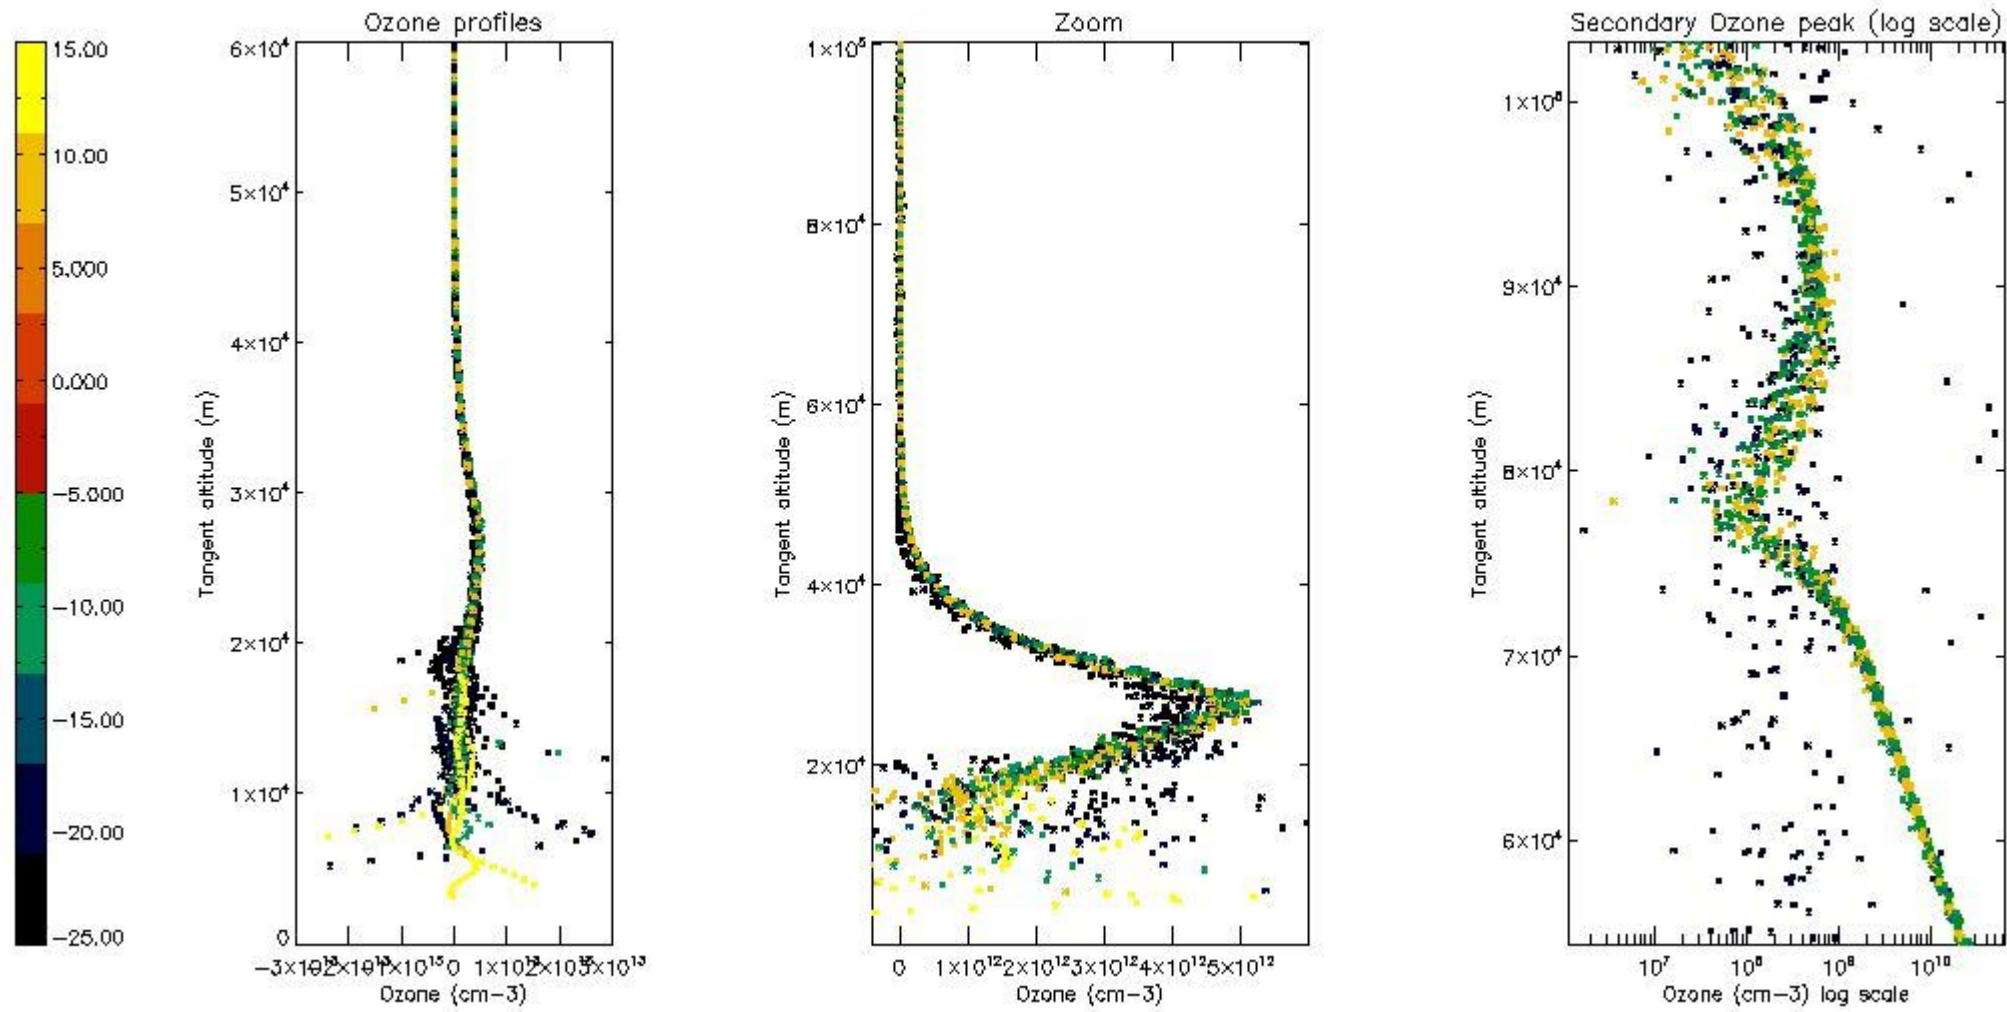 Ozone profiles
Zoom
Secondary Ozone peak (log scale)
15.00
10.00
5.000
0.000
−5.000
−10.00
−15.00
−20.00
−25.00
6×10⁴
5×10⁴
4×10⁴
3×10⁴
2×10⁴
1×10⁴
0
Tangent altitude (m)
0
Ozone (cm−3)
1×10⁵
8×10⁴
6×10⁴
4×10⁴
2×10⁴
Tangent altitude (m)
0 1×10¹² 2×10¹² 3×10¹² 4×10¹² 5×10¹²
Ozone (cm−3)
9×10⁴
8×10⁴
7×10⁴
6×10⁴
Tangent altitude (m)
10⁷ 10⁸ 10⁹ 10¹⁰
Ozone (cm−3) log scale